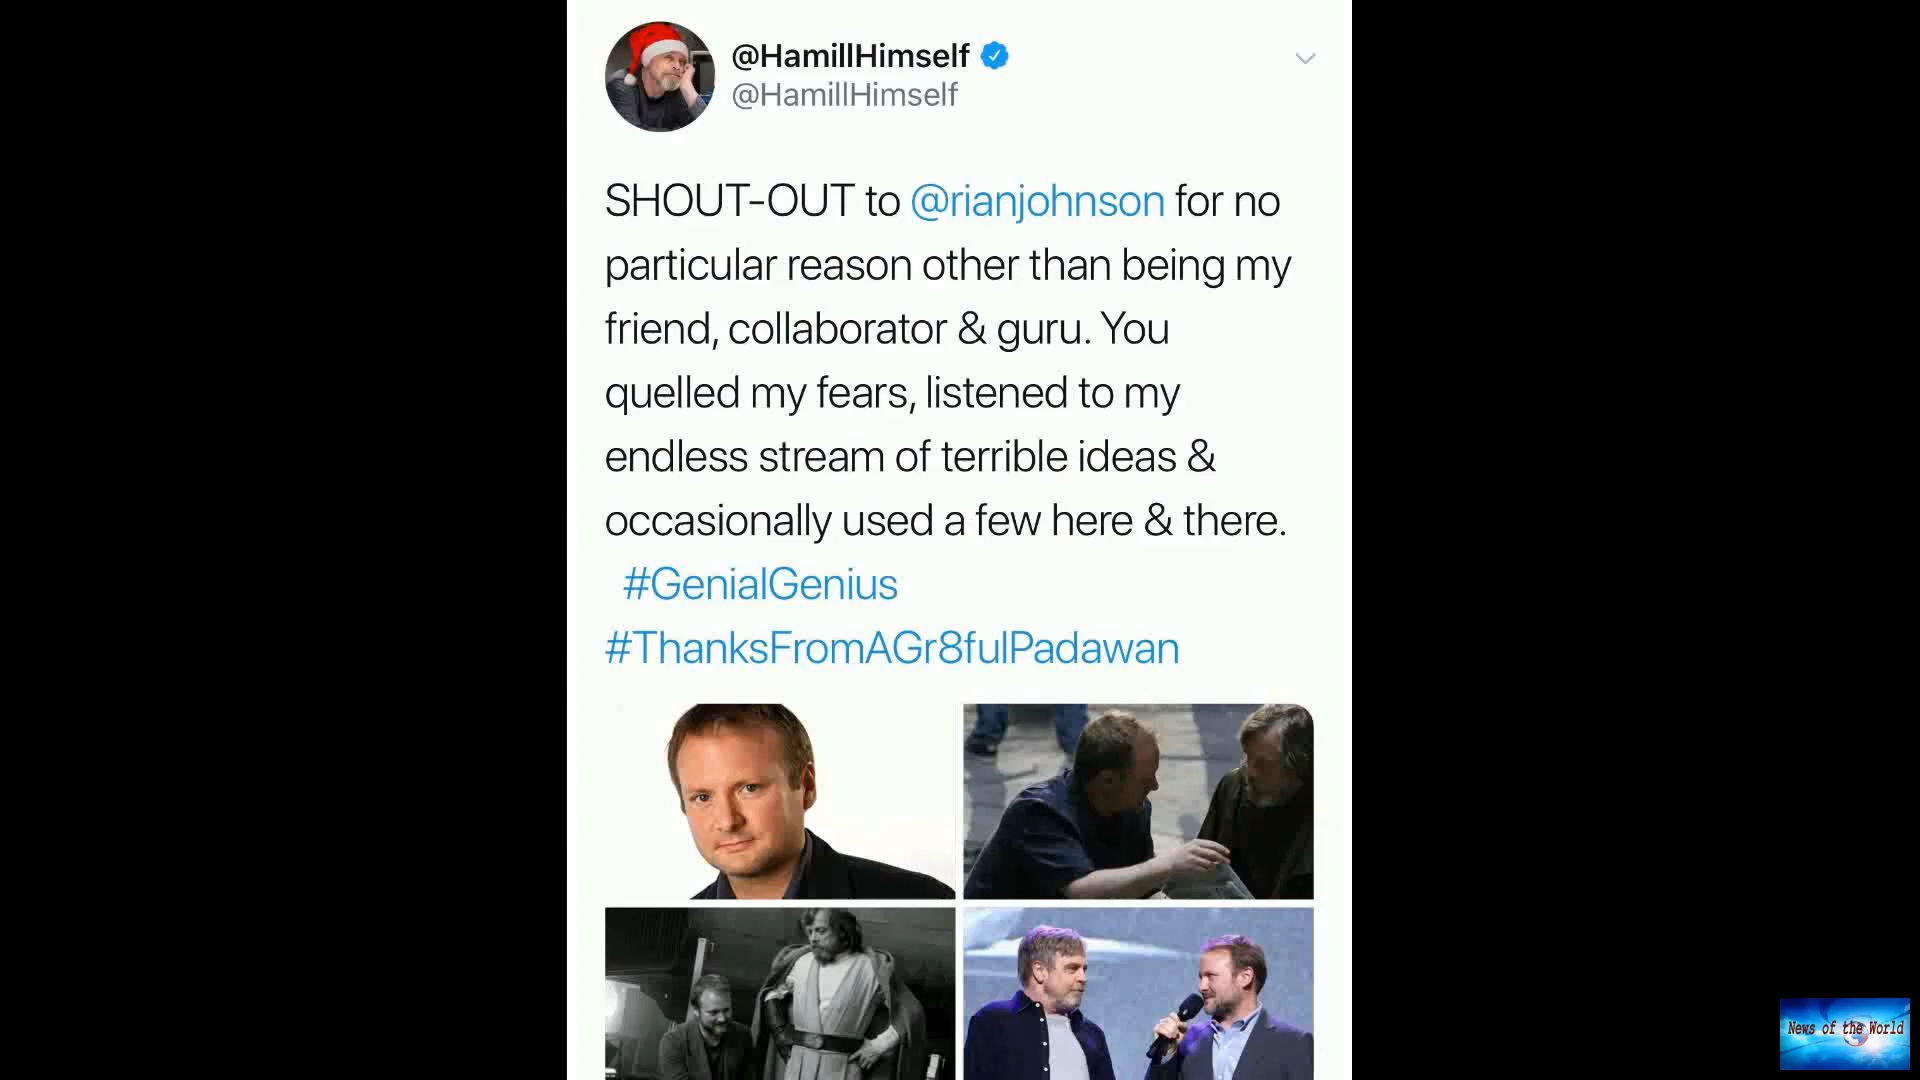 @HamillHimself
@HamillHimself
SHOUT-OUT to @rianjohnson for no
particular reason other than being my
friend, collaborator & guru. You
quelled my fears, listened to my
endless stream of terrible ideas &
occasionally used a few here & there.
#GenialGenius
#ThanksFromAGr8fulPadawan
News of the World